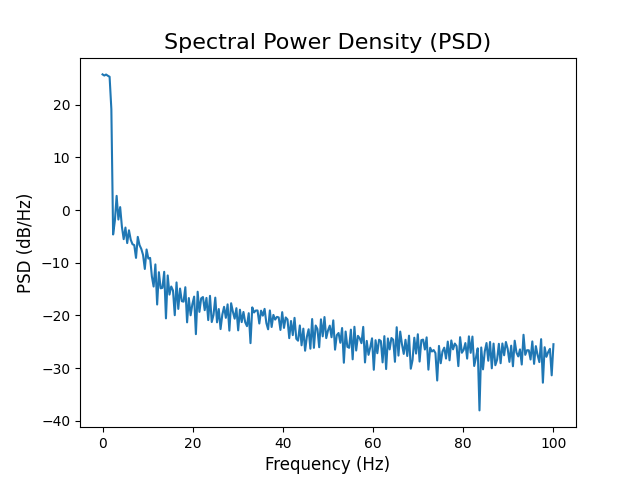 Spectral Power Density (PSD)
20
10
0
−10
−20
−30
−40
PSD (dB/Hz)
0 20 40 60 80 100
Frequency (Hz)